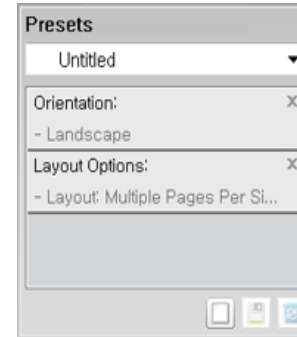 Presets
Untitled
Orientation:
- Landscape
Layout Options:
- Layout: Multiple Pages Per Si...